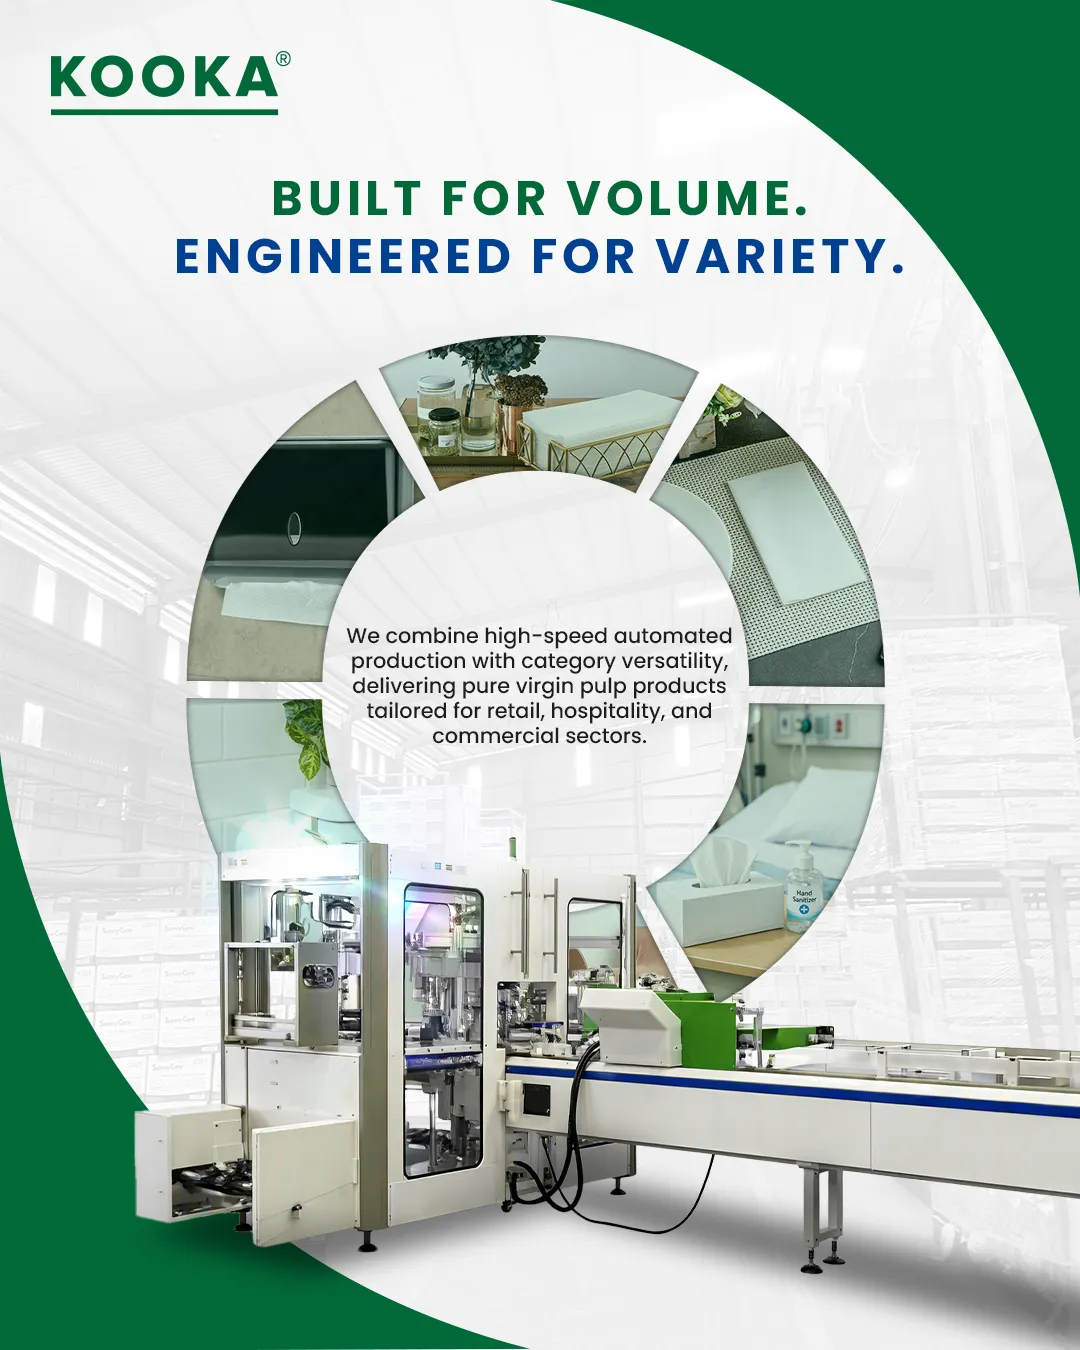 KOOKA®
BUILT FOR VOLUME.
ENGINEERED FOR VARIETY.
We combine high-speed automated
production with category versatility,
delivering pure virgin pulp products
tailored for retail, hospitality, and
commercial sectors.
Hand
Sanitizer